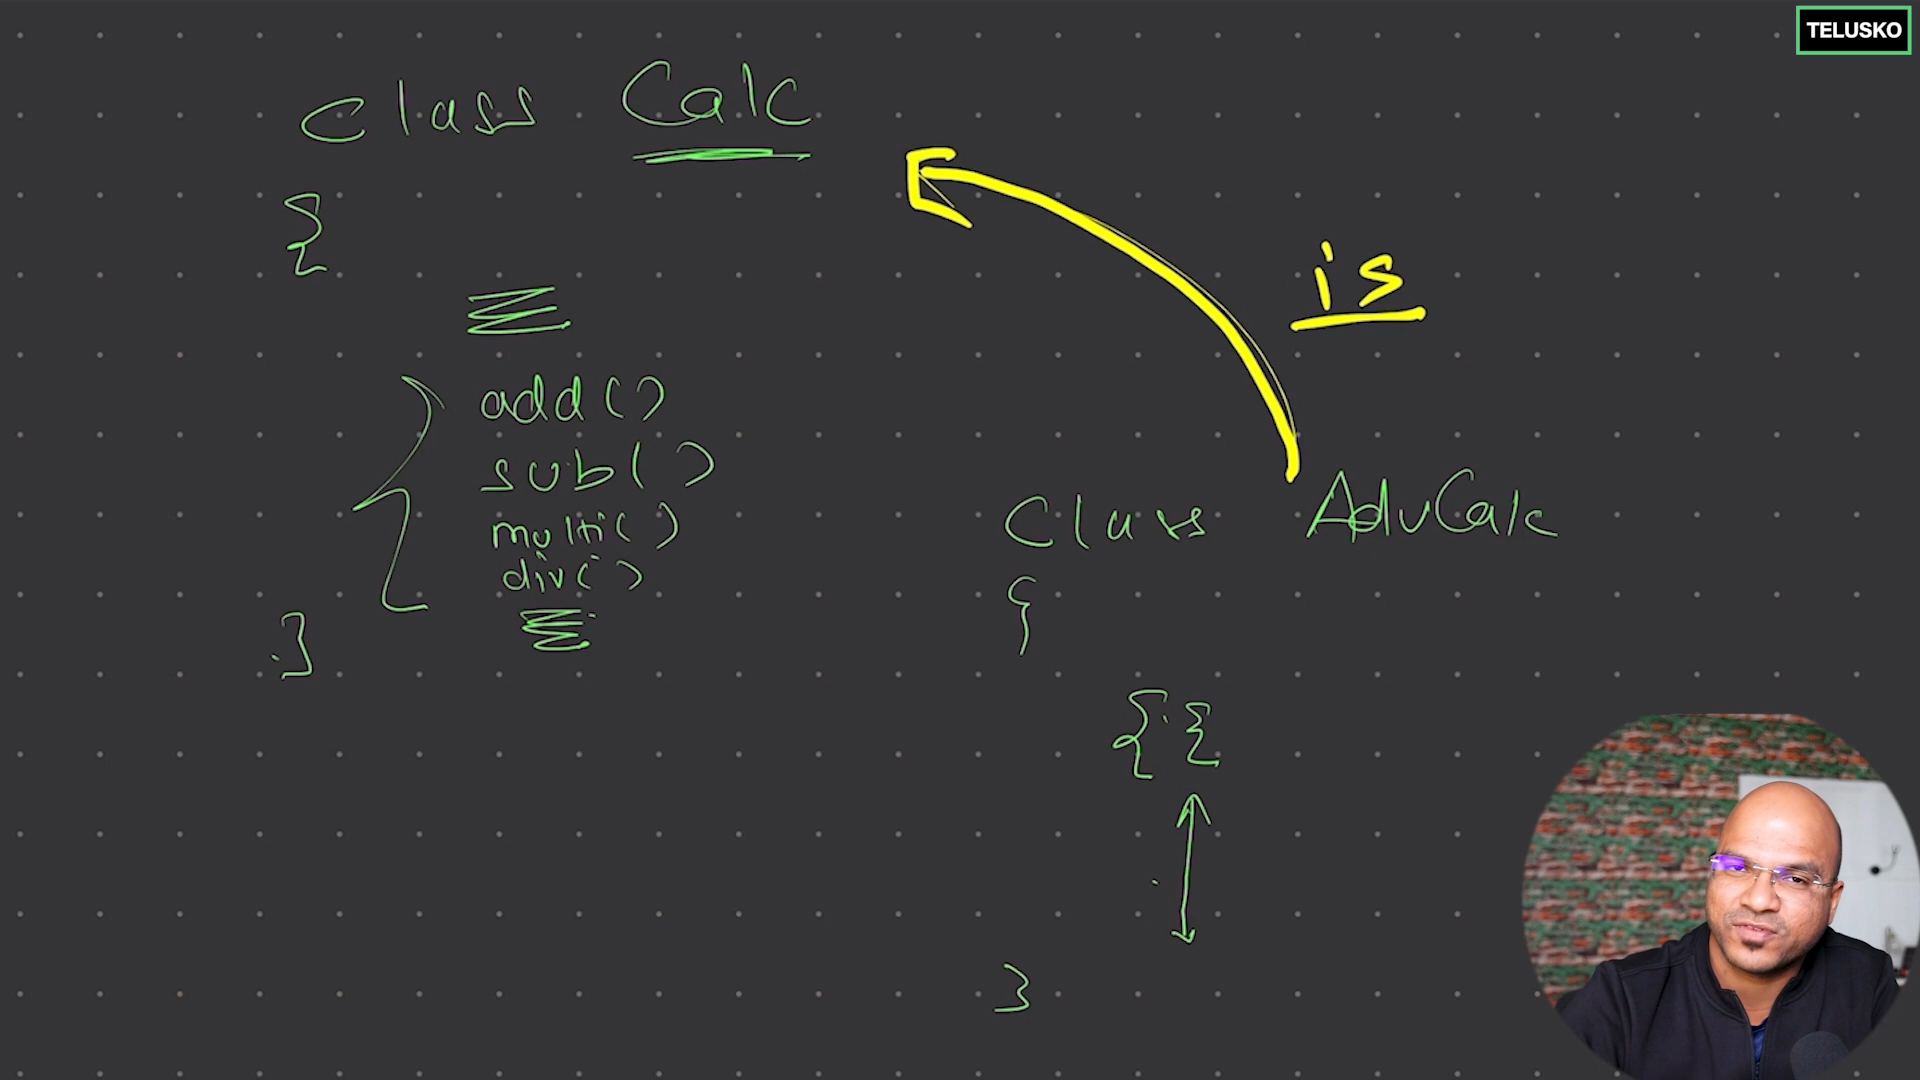 TELUSKO
class Calc
{
add()
sub()
multi()
div()
}
is
Class AdvCalc
{
{
}